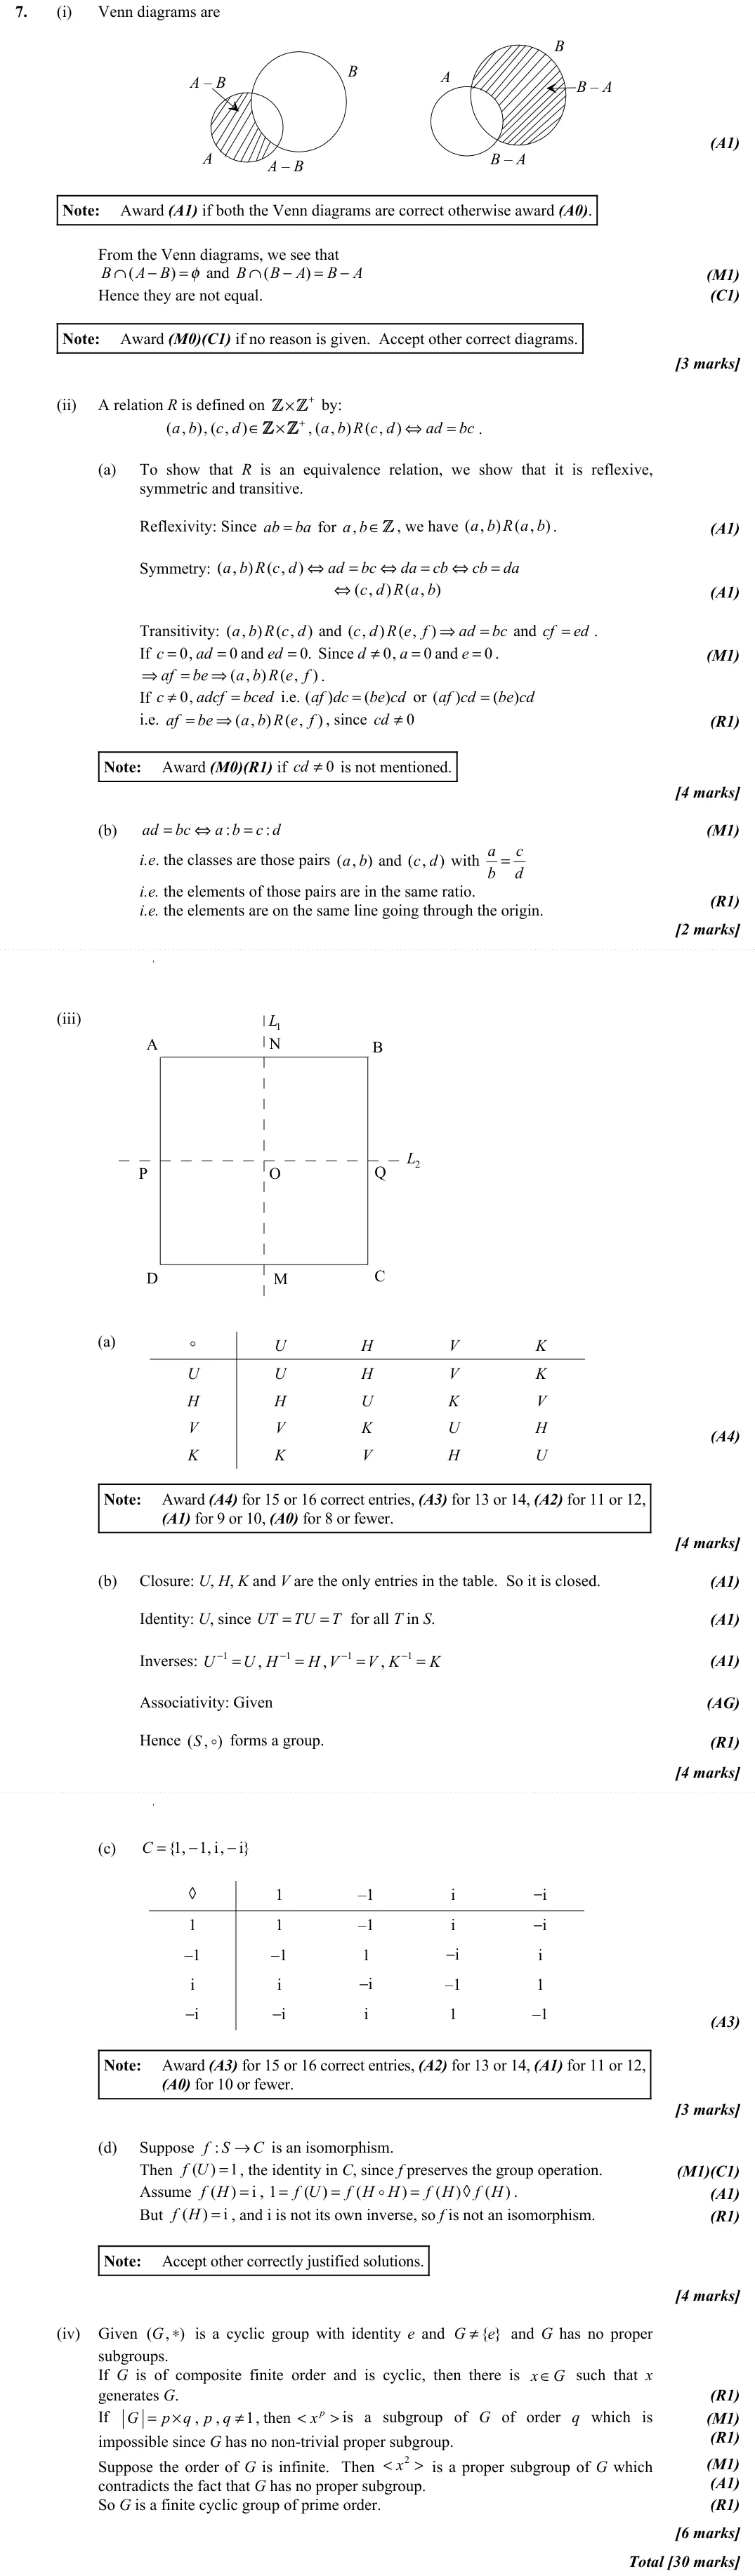 7. (i) Venn diagrams are
B
A – B
A
A – B
B
A
B – A
B – A
(A1)
Note: Award (A1) if both the Venn diagrams are correct otherwise award (A0).
From the Venn diagrams, we see that
B∩(A−B)=ϕ and B∩(B−A)=B−A (M1)
Hence they are not equal. (C1)
Note: Award (M0)(C1) if no reason is given. Accept other correct diagrams.
[3 marks]
(ii) A relation R is defined on ℤ×ℤ⁺ by:
(a,b),(c,d)∈ℤ×ℤ⁺,(a,b)R(c,d)⇔ad=bc.
(a) To show that R is an equivalence relation, we show that it is reflexive,
symmetric and transitive.
Reflexivity: Since ab=ba for a,b∈ℤ, we have (a,b)R(a,b). (A1)
Symmetry: (a,b)R(c,d)⇔ad=bc⇔da=cb⇔cb=da
⇔(c,d)R(a,b) (A1)
Transitivity: (a,b)R(c,d) and (c,d)R(e,f)⇒ad=bc and cf=ed.
If c=0, ad=0 and ed=0. Since d≠0, a=0 and e=0. (M1)
⇒af=be⇒(a,b)R(e,f).
If c≠0, adcf=bced i.e. (af)dc=(be)cd or (af)cd=(be)cd
i.e. af=be⇒(a,b)R(e,f), since cd≠0 (R1)
Note: Award (M0)(R1) if cd≠0 is not mentioned.
[4 marks]
(b) ad=bc⇔a:b=c:d (M1)
i.e. the classes are those pairs (a,b) and (c,d) with a/b=c/d
i.e. the elements of those pairs are in the same ratio. (R1)
i.e. the elements are on the same line going through the origin.
[2 marks]
(iii)
L₁
A N B
P O Q L₂
D M C
(a) ∘ U H V K
U U H V K
H H U K V
V V K U H
K K V H U
(A4)
Note: Award (A4) for 15 or 16 correct entries, (A3) for 13 or 14, (A2) for 11 or 12,
(A1) for 9 or 10, (A0) for 8 or fewer.
[4 marks]
(b) Closure: U, H, K and V are the only entries in the table. So it is closed. (A1)
Identity: U, since UT=TU=T for all T in S. (A1)
Inverses: U⁻¹=U, H⁻¹=H, V⁻¹=V, K⁻¹=K (A1)
Associativity: Given (AG)
Hence (S,∘) forms a group. (R1)
[4 marks]
(c) C={1,−1,i,−i}
◊ 1 –1 i –i
1 1 –1 i –i
–1 –1 1 –i i
i i –i –1 1
–i –i i 1 –1
(A3)
Note: Award (A3) for 15 or 16 correct entries, (A2) for 13 or 14, (A1) for 11 or 12,
(A0) for 10 or fewer.
[3 marks]
(d) Suppose f:S→C is an isomorphism.
Then f(U)=1, the identity in C, since f preserves the group operation. (M1)(C1)
Assume f(H)=i, 1=f(U)=f(H∘H)=f(H)◊f(H). (A1)
But f(H)=i, and i is not its own inverse, so f is not an isomorphism. (R1)
Note: Accept other correctly justified solutions.
[4 marks]
(iv) Given (G,∗) is a cyclic group with identity e and G≠{e} and G has no proper
subgroups.
If G is of composite finite order and is cyclic, then there is x∈G such that x
generates G. (R1)
If |G|=p×q, p,q≠1, then <xᵖ> is a subgroup of G of order q which is (M1)
impossible since G has no non-trivial proper subgroup. (R1)
Suppose the order of G is infinite. Then <x²> is a proper subgroup of G which (M1)
contradicts the fact that G has no proper subgroup. (A1)
So G is a finite cyclic group of prime order. (R1)
[6 marks]
Total [30 marks]